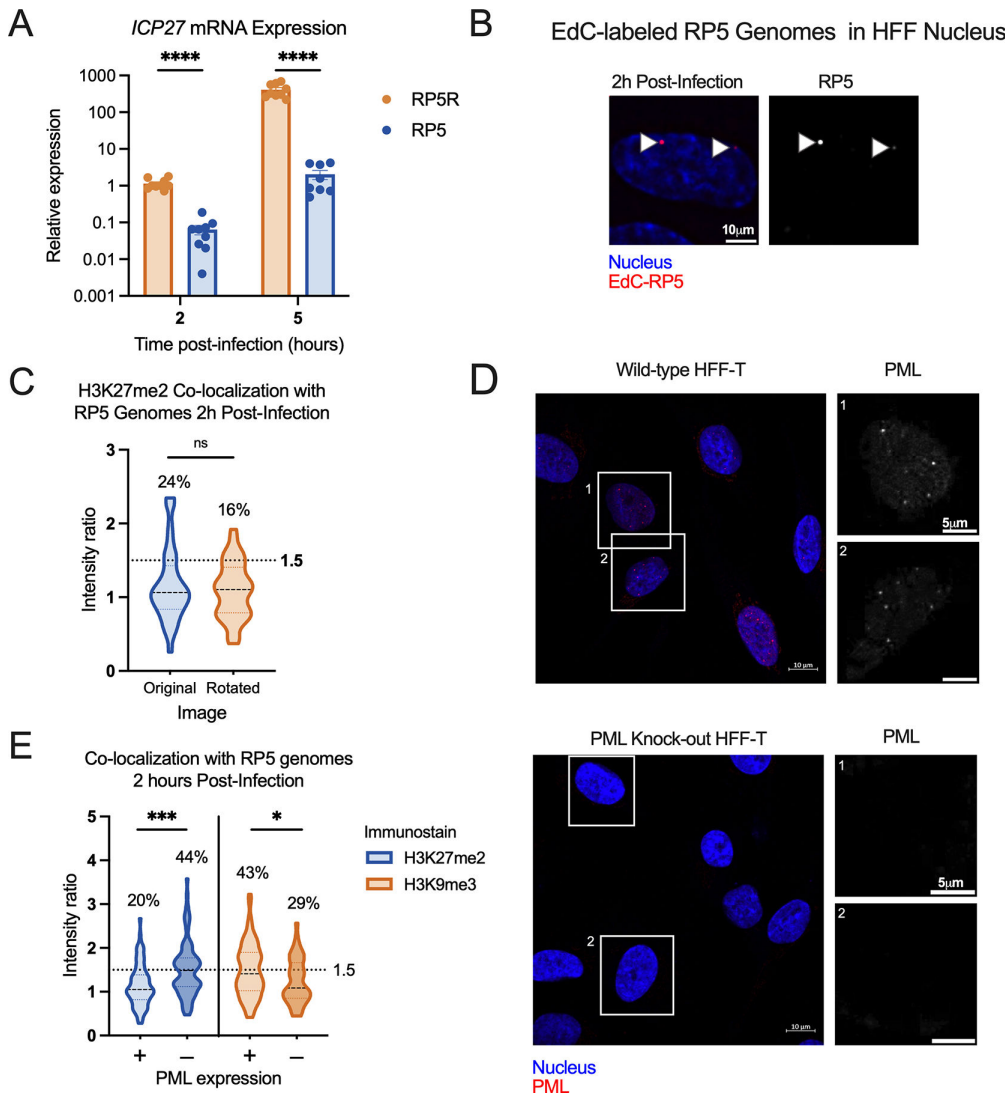 A
ICP27 mRNA Expression
****
****
1000
100
10
1
0.1
0.01
0.001
Relative expression
2
5
Time post-infection (hours)
RP5R
RP5
B
EdC-labeled RP5 Genomes in HFF Nucleus
2h Post-Infection
RP5
10μm
Nucleus
EdC-RP5
C
H3K27me2 Co-localization with
RP5 Genomes 2h Post-Infection
ns
24%
16%
3
2
1
0
1.5
Intensity ratio
Original
Rotated
Image
D
Wild-type HFF-T
PML
1
2
10 μm
1
5μm
2
PML Knock-out HFF-T
PML
1
2
10 μm
1
5μm
2
Nucleus
PML
E
Co-localization with RP5 genomes
2 hours Post-Infection
***
*
20%
44%
43%
29%
5
4
3
2
1
0
1.5
Intensity ratio
+
−
+
−
PML expression
Immunostain
H3K27me2
H3K9me3